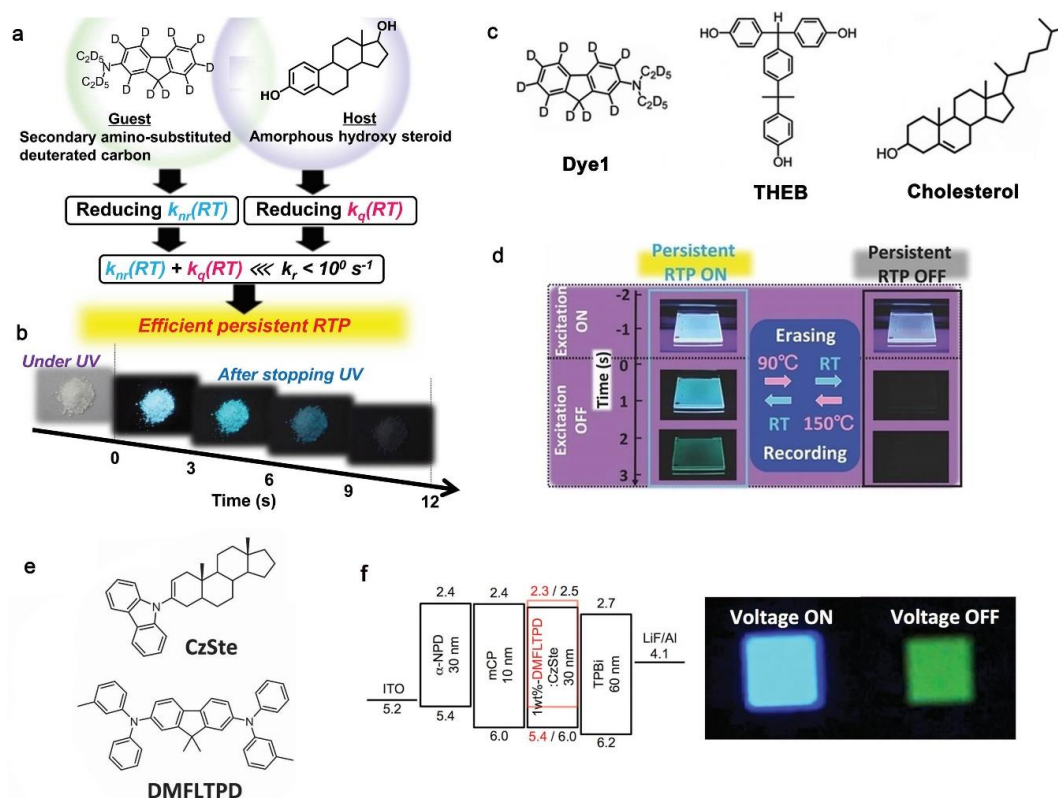 a
D
D
D
D
D
D
D
D
D
C₂D₅
N
C₂D₅
OH
HO
Guest
Secondary amino-substituted
deuterated carbon
Host
Amorphous hydroxy steroid
Reducing knr(RT)
Reducing kq(RT)
knr(RT) + kq(RT) <<< kr < 10⁰ s⁻¹
Efficient persistent RTP
b
Under UV
After stopping UV
0
3
6
9
12
Time (s)
c
D
D
D
D
D
D
D
D
D
N
C₂D₅
C₂D₅
Dye1
HO
OH
OH
THEB
HO
Cholesterol
d
Persistent
RTP ON
Persistent
RTP OFF
Excitation
ON
Excitation
OFF
Time (s)
-2
-1
0
1
2
3
Erasing
90℃
RT
RT
150℃
Recording
e
N
CzSte
N
N
DMFLTPD
f
ITO
5.2
2.4
α-NPD
30 nm
5.4
2.4
mCP
10 nm
6.0
2.3 / 2.5
1wt%-DMFLTPD
:CzSte
30 nm
5.4 / 6.0
2.7
TPBi
60 nm
6.2
LiF/Al
4.1
Voltage ON
Voltage OFF